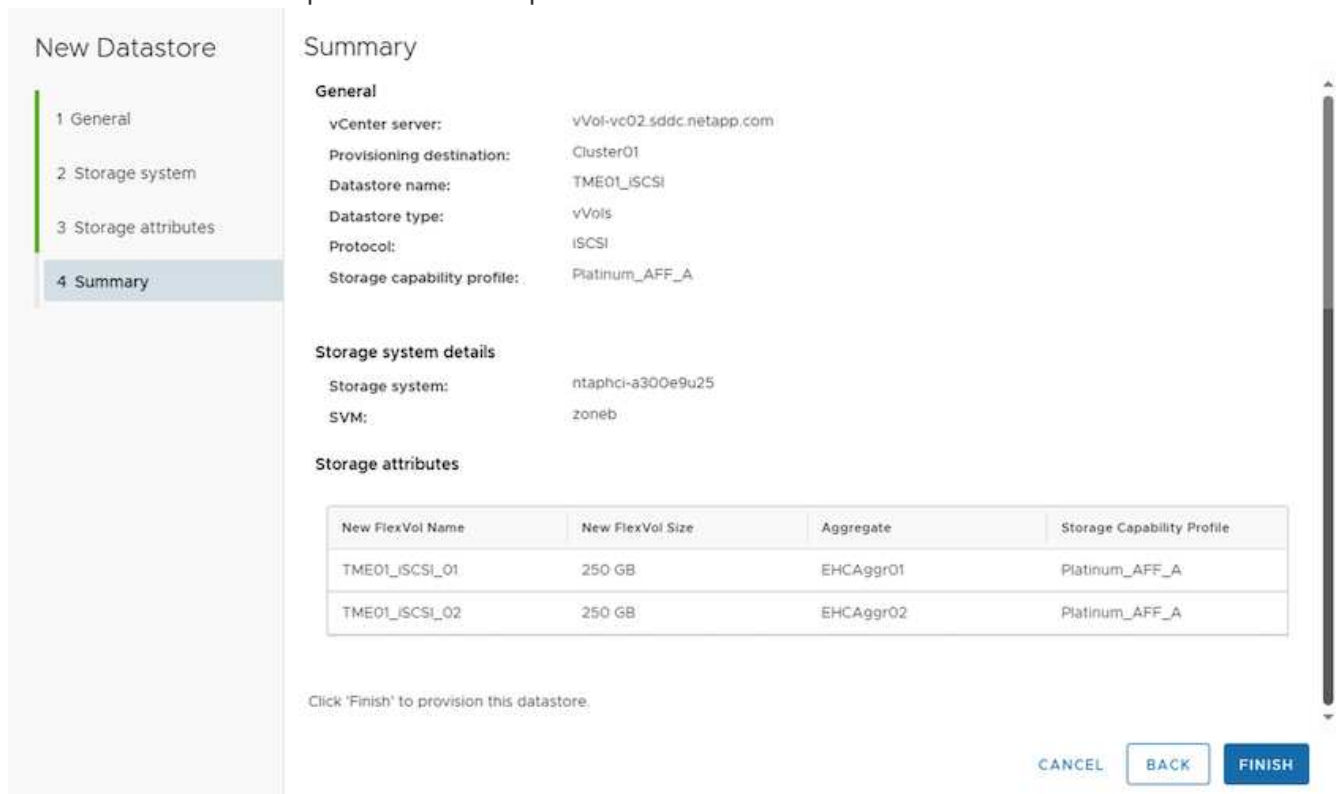 New Datastore
1 General
2 Storage system
3 Storage attributes
4 Summary
Summary
General
vCenter server: vVol-vc02.sddc.netapp.com
Provisioning destination: Cluster01
Datastore name: TME01_iSCSI
Datastore type: vVols
Protocol: iSCSI
Storage capability profile: Platinum_AFF_A
Storage system details
Storage system: ntaphci-a300e9u25
SVM: zoneb
Storage attributes
New FlexVol Name New FlexVol Size Aggregate Storage Capability Profile
TME01_iSCSI_01 250 GB EHCAggr01 Platinum_AFF_A
TME01_iSCSI_02 250 GB EHCAggr02 Platinum_AFF_A
Click 'Finish' to provision this datastore.
CANCEL BACK FINISH